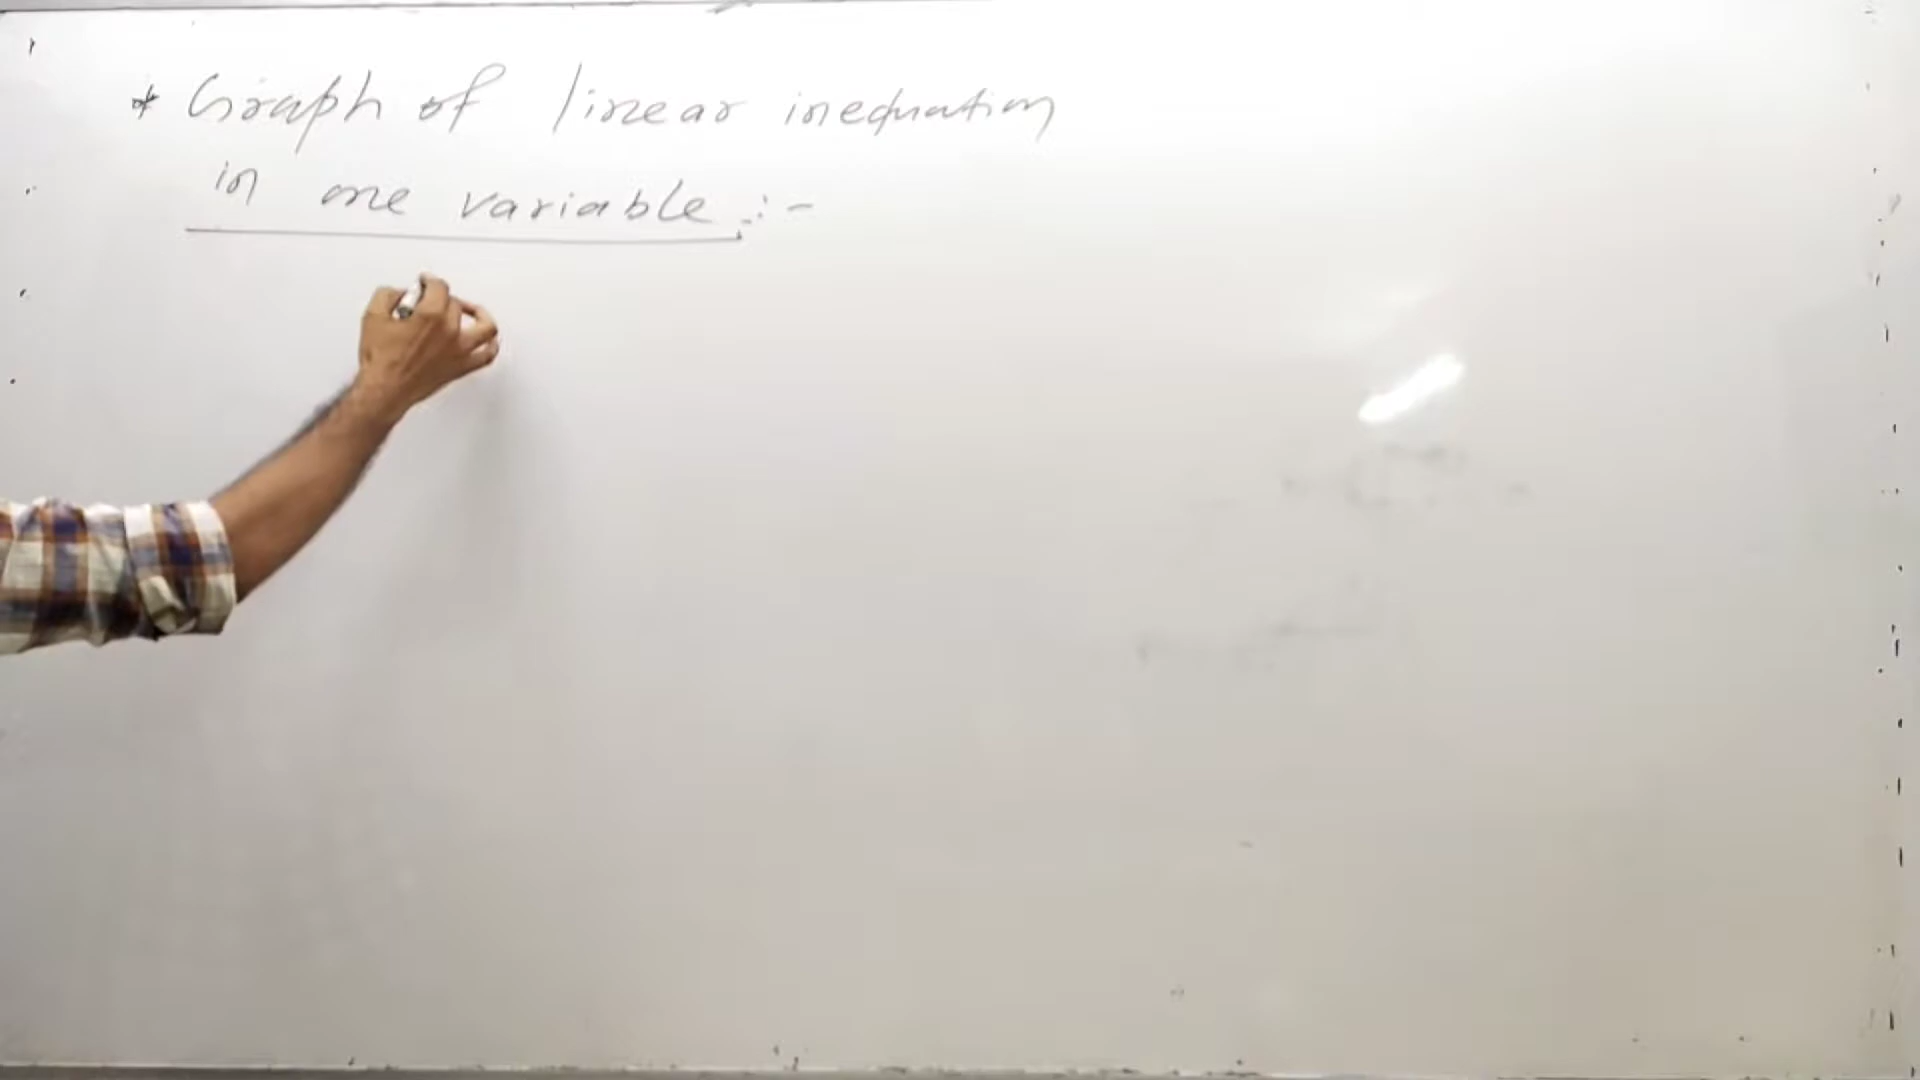 * Graph of linear inequation
in one variable :-